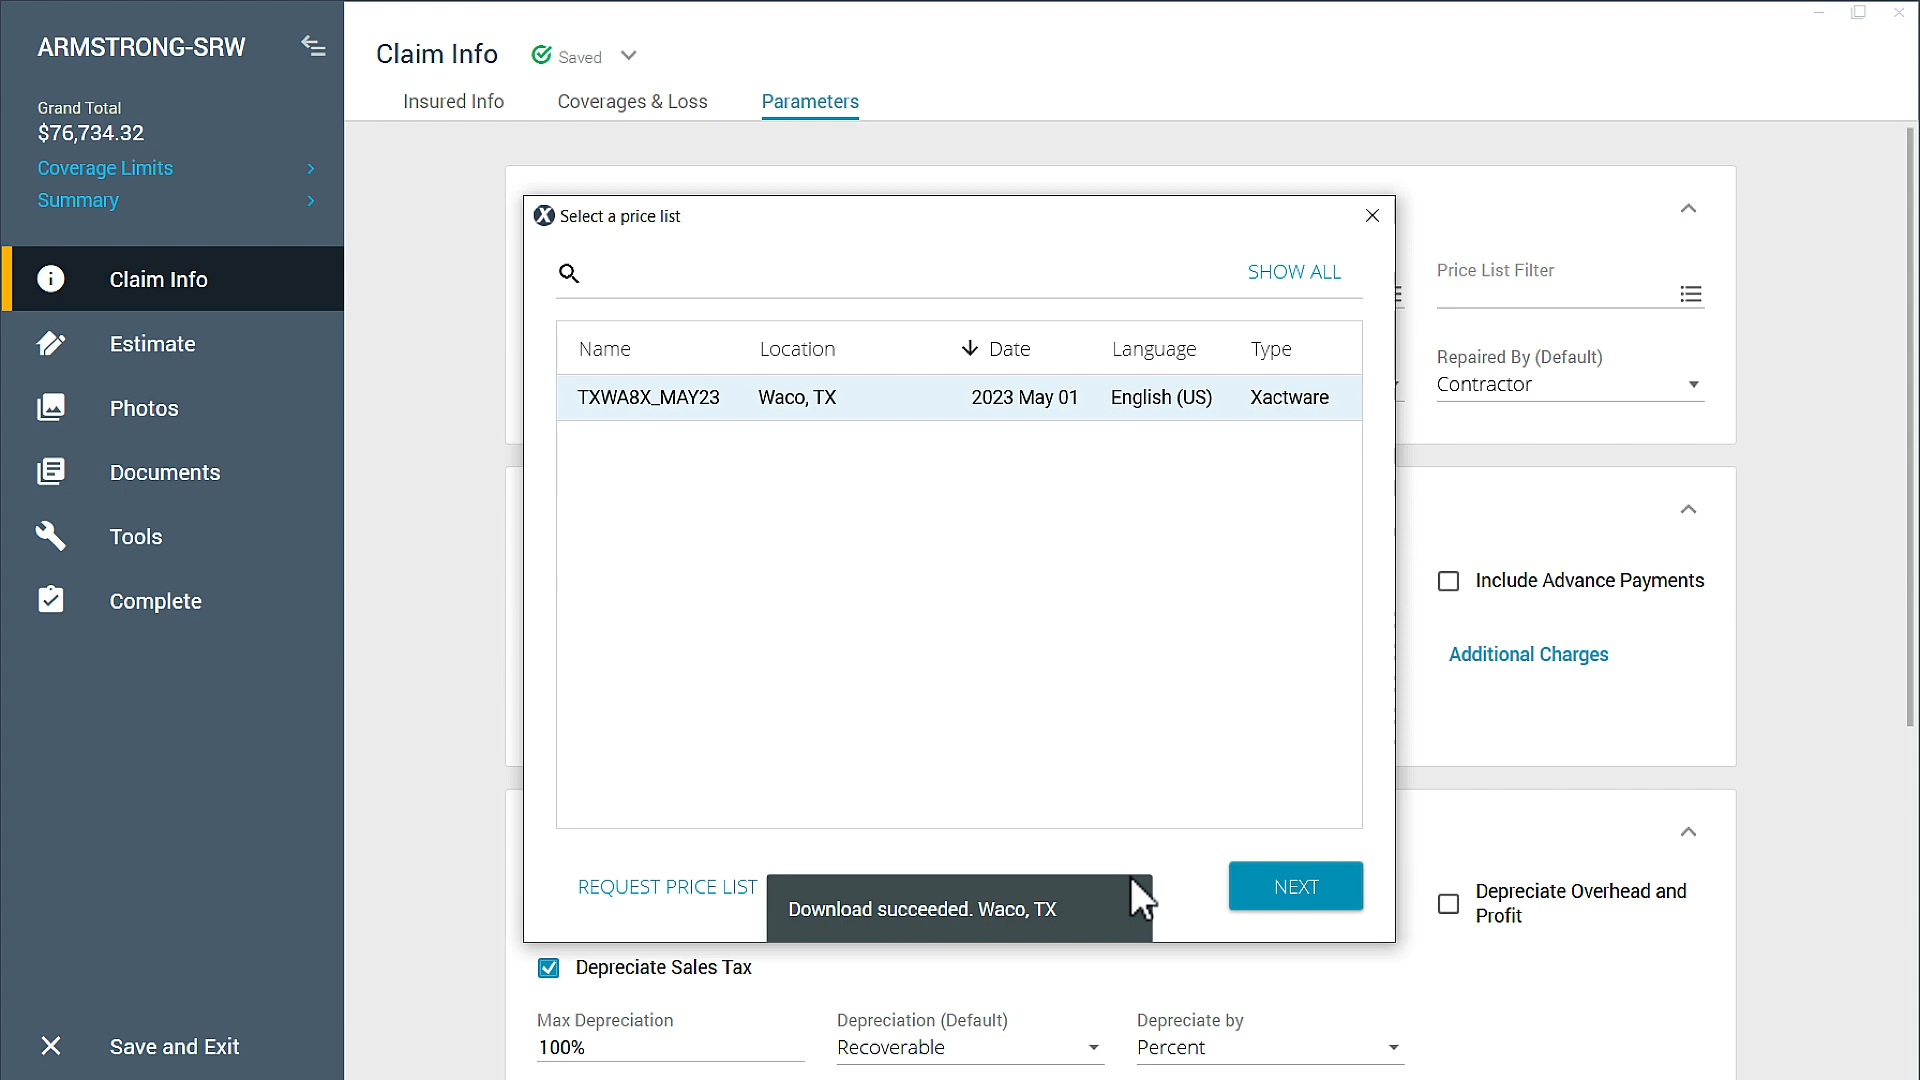 ARMSTRONG-SRW
Grand Total
$76,734.32
Coverage Limits
Summary
Claim Info
Estimate
Photos
Documents
Tools
Complete
Save and Exit
Claim Info
Saved
Insured Info
Coverages & Loss
Parameters
Select a price list
SHOW ALL
Name Location Date Language Type
TXWA8X_MAY23 Waco, TX 2023 May 01 English (US) Xactware
REQUEST PRICE LIST
Download succeeded. Waco, TX
NEXT
Price List Filter
Repaired By (Default)
Contractor
Include Advance Payments
Additional Charges
Depreciate Overhead and
Profit
Depreciate Sales Tax
Max Depreciation
100%
Depreciation (Default)
Recoverable
Depreciate by
Percent